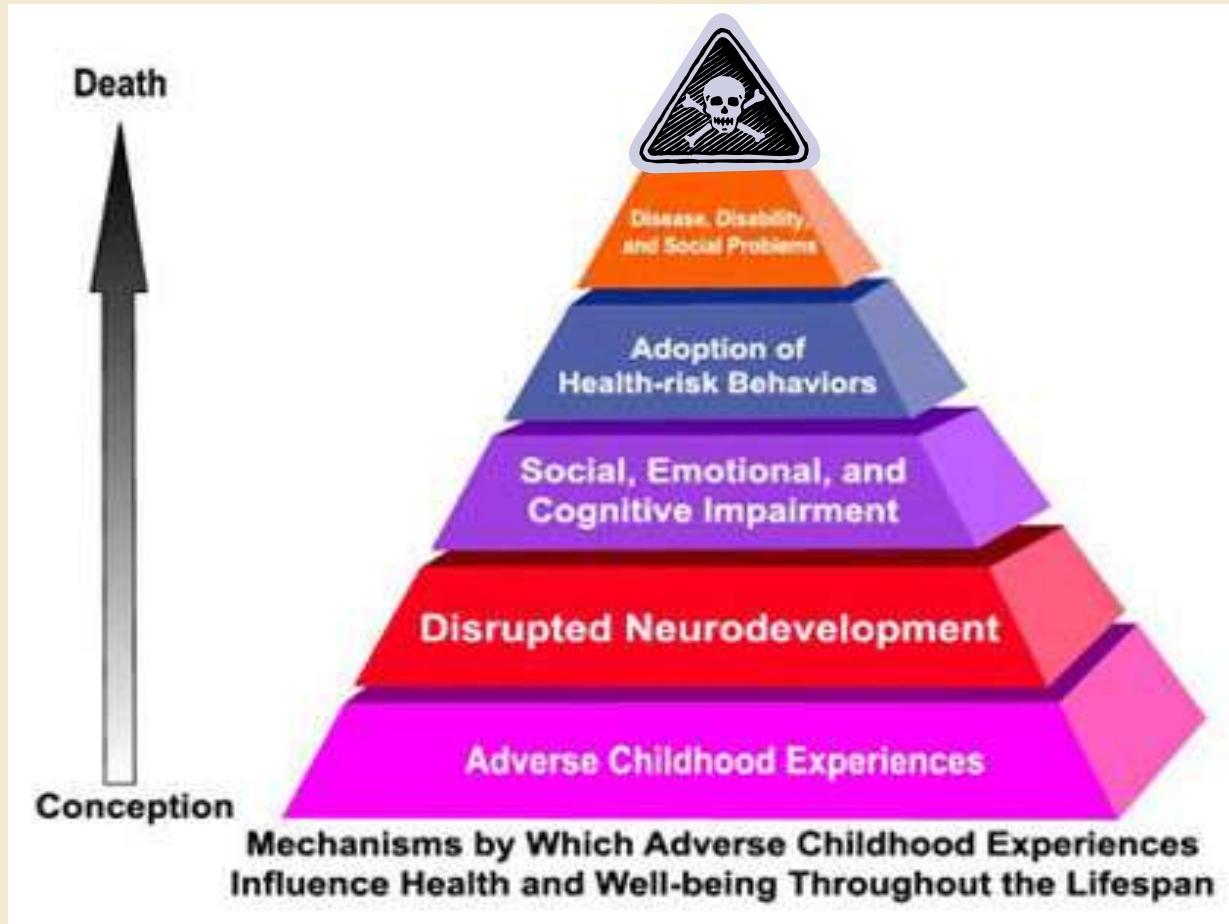 Death
Disease, Disability,
and Social Problems
Adoption of
Health-risk Behaviors
Social, Emotional, and
Cognitive Impairment
Disrupted Neurodevelopment
Adverse Childhood Experiences
Conception
Mechanisms by Which Adverse Childhood Experiences
Influence Health and Well-being Throughout the Lifespan